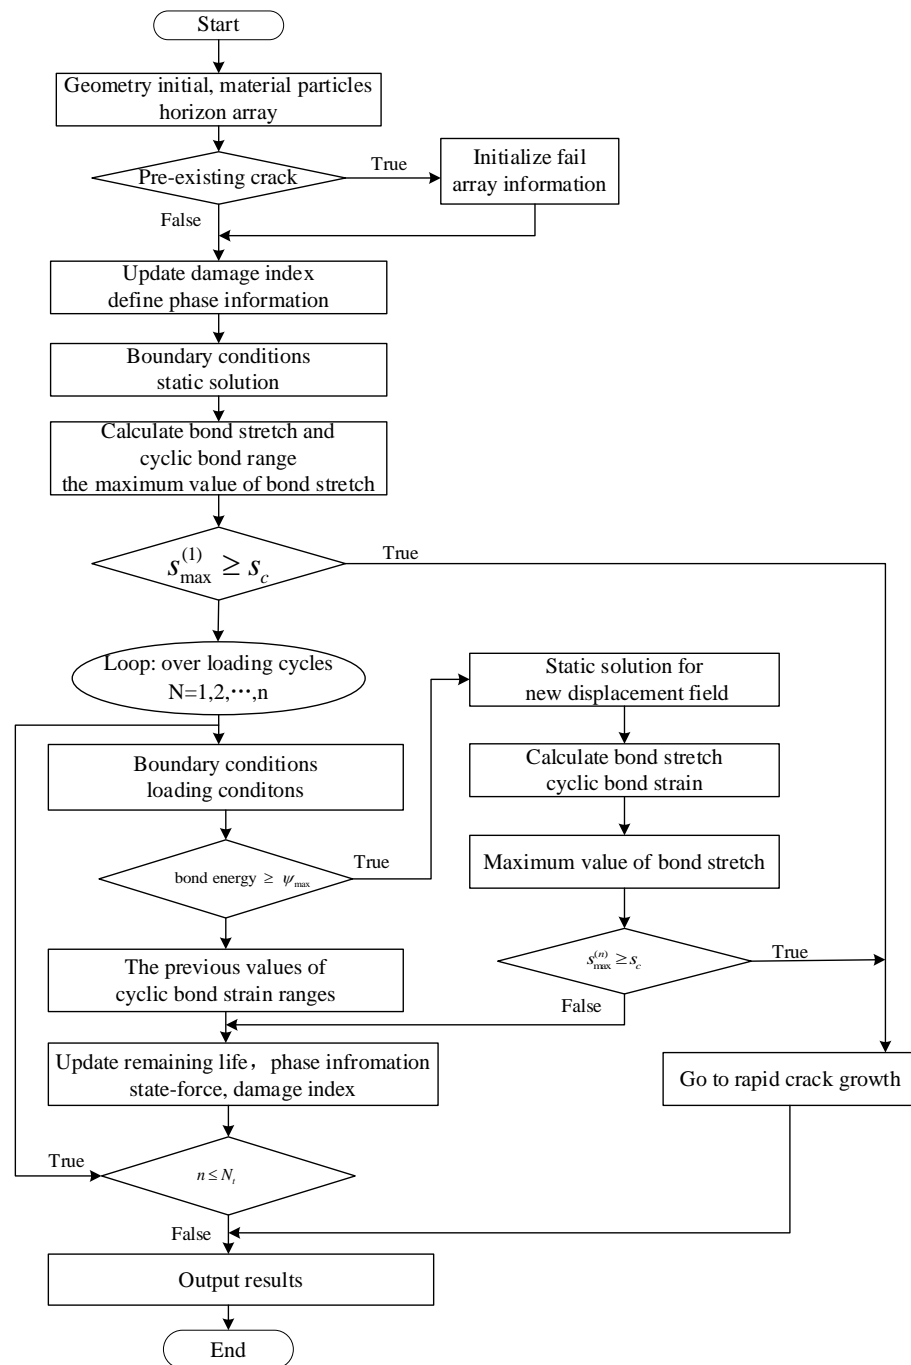 Start
Geometry initial, material particles
horizon array
Pre-existing crack
True
Initialize fail
array information
False
Update damage index
define phase information
Boundary conditions
static solution
Calculate bond stretch and
cyclic bond range
the maximum value of bond stretch
s_max^(1) ≥ s_c
True
Loop: over loading cycles
N=1,2,⋯,n
Static solution for
new displacement field
Boundary conditions
loading conditons
Calculate bond stretch
cyclic bond strain
bond energy ≥ ψ_max
True
Maximum value of bond stretch
The previous values of
cyclic bond strain ranges
s_max^(n) ≥ s_c
True
False
Update remaining life，phase infromation
state-force, damage index
Go to rapid crack growth
True
n ≤ N_t
False
Output results
End